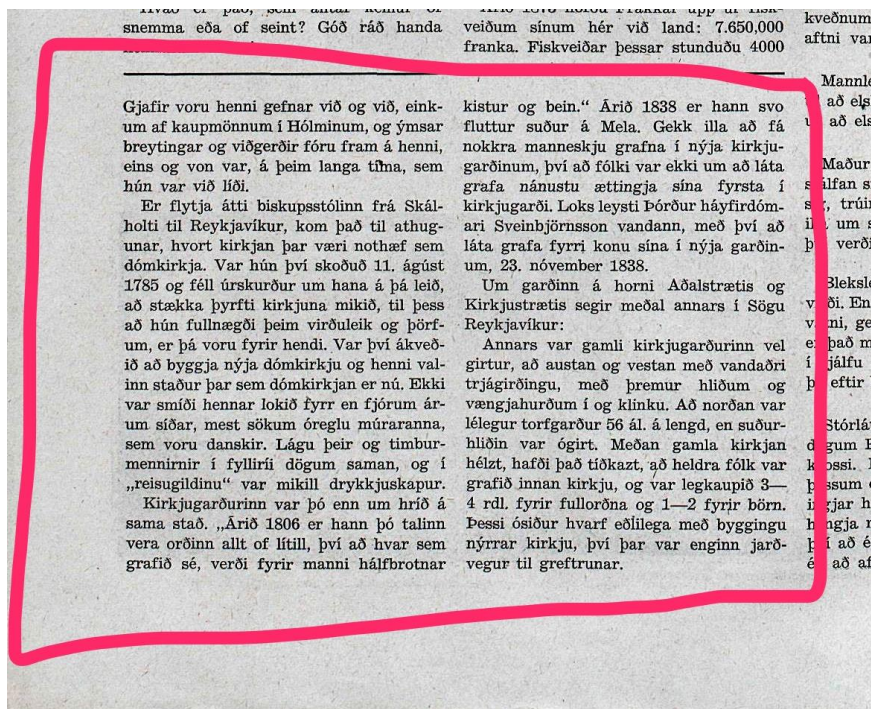 snemma eða of seint? Góð ráð handa
Gjafir voru henni gefnar við og við, eink-
um af kaupmönnum í Hólminum, og ýmsar
breytingar og viðgerðir fóru fram á henni,
eins og von var, á þeim langa tíma, sem
hún var við líði.
Er flytja átti biskupsstólinn frá Skál-
holti til Reykjavíkur, kom það til athug-
unar, hvort kirkjan þar væri nothæf sem
dómkirkja. Var hún því skoðuð 11. ágúst
1785 og féll úrskurður um hana á þá leið,
að stækka þyrfti kirkjuna mikið, til þess
að hún fullnægði þeim virðuleik og þörf-
um, er þá voru fyrir hendi. Var því ákveð-
ið að byggja nýja dómkirkju og henni val-
inn staður þar sem dómkirkjan er nú. Ekki
var smíði hennar lokið fyrr en fjórum ár-
um síðar, mest sökum óreglu múraranna,
sem voru danskir. Lágu þeir og timbur-
mennirnir í fylliríi dögum saman, og í
„reisugildinu“ var mikill drykkjuskapur.
Kirkjugarðurinn var þó enn um hríð á
sama stað. „Árið 1806 er hann þó talinn
vera orðinn allt of lítill, því að hvar sem
grafið sé, verði fyrir manni hálfbrotnar
veiðum sínum hér við land: 7.650,000
franka. Fiskveiðar þessar stunduðu 4000
kistur og bein.“ Árið 1838 er hann svo
fluttur suður á Mela. Gekk illa að fá
nokkra manneskju grafna í nýja kirkju-
garðinum, því að fólki var ekki um að láta
grafa nánustu ættingja sína fyrsta í
kirkjugarði. Loks leysti Þórður háyfirdóm-
ari Sveinbjörnsson vandann, með því að
láta grafa fyrri konu sína í nýja garðin-
um, 23. nóvember 1838.
Um garðinn á horni Aðalstrætis og
Kirkjustrætis segir meðal annars í Sögu
Reykjavíkur:
Annars var gamli kirkjugarðurinn vel
girtur, að austan og vestan með vandaðri
trjágirðingu, með þremur hliðum og
vængjahurðum í og klinku. Að norðan var
lélegur torfgarður 56 ál. á lengd, en suður-
hliðin var ógirt. Meðan gamla kirkjan
hélzt, hafði það tíðkazt, að heldra fólk var
grafið innan kirkju, og var legkaupið 3—
4 rdl. fyrir fullorðna og 1—2 fyrir börn.
Þessi ósiður hvarf eðlilega með byggingu
nýrrar kirkju, því þar var enginn jarð-
vegur til greftrunar.